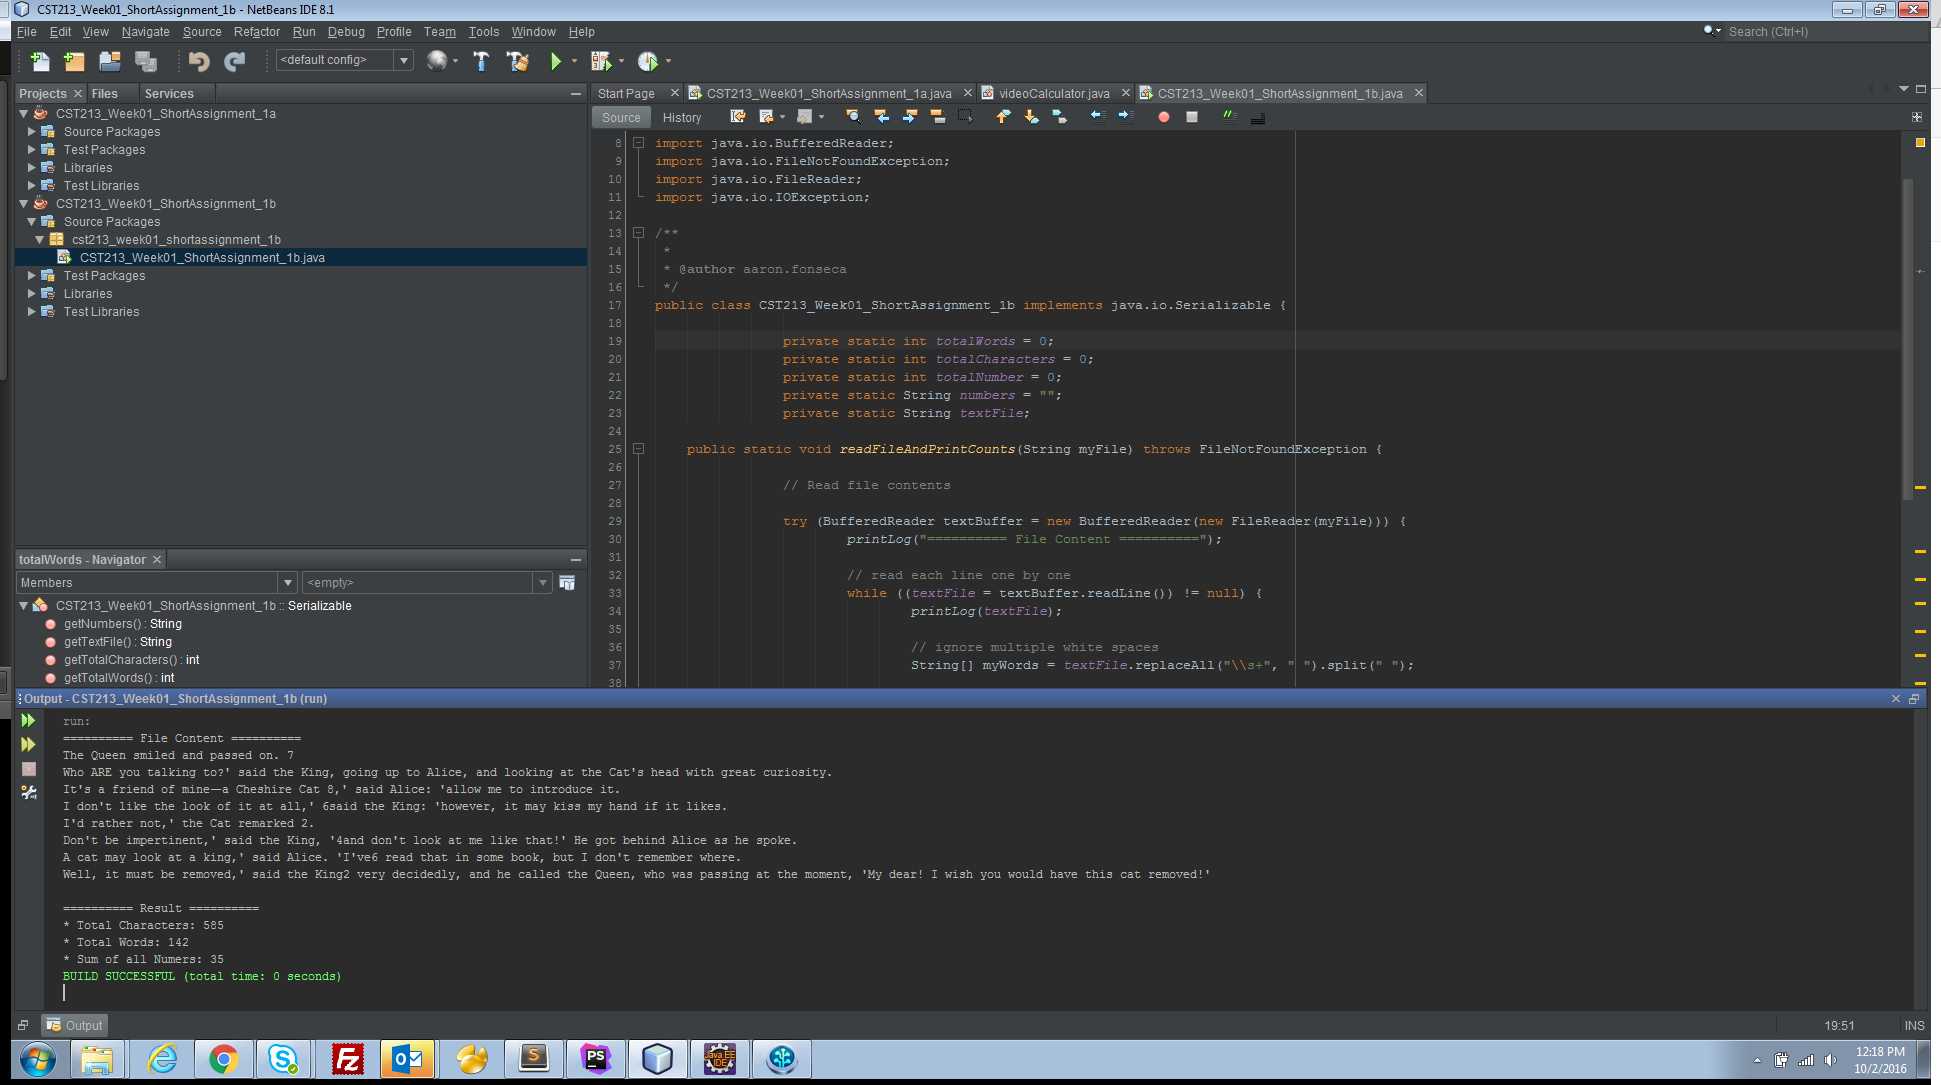 CST213_Week01_ShortAssignment_1b - NetBeans IDE 8.1
File Edit View Navigate Source Refactor Run Debug Profile Team Tools Window Help
Search (Ctrl+I)
<default config>
Projects Files Services
CST213_Week01_ShortAssignment_1a
Source Packages
Test Packages
Libraries
Test Libraries
CST213_Week01_ShortAssignment_1b
Source Packages
cst213_week01_shortassignment_1b
CST213_Week01_ShortAssignment_1b.java
Test Packages
Libraries
Test Libraries
totalWords - Navigator
Members <empty>
CST213_Week01_ShortAssignment_1b :: Serializable
getNumbers() : String
getTextFile() : String
getTotalCharacters() : int
getTotalWords() : int
Start Page CST213_Week01_ShortAssignment_1a.java videoCalculator.java CST213_Week01_ShortAssignment_1b.java
Source History
8 import java.io.BufferedReader;
9 import java.io.FileNotFoundException;
10 import java.io.FileReader;
11 import java.io.IOException;
12
13 /**
14 *
15 * @author aaron.fonseca
16 */
17 public class CST213_Week01_ShortAssignment_1b implements java.io.Serializable {
18
19 private static int totalWords = 0;
20 private static int totalCharacters = 0;
21 private static int totalNumber = 0;
22 private static String numbers = "";
23 private static String textFile;
24
25 public static void readFileAndPrintCounts(String myFile) throws FileNotFoundException {
26
27 // Read file contents
28
29 try (BufferedReader textBuffer = new BufferedReader(new FileReader(myFile))) {
30 printLog("========== File Content ==========");
31
32 // read each line one by one
33 while ((textFile = textBuffer.readLine()) != null) {
34 printLog(textFile);
35
36 // ignore multiple white spaces
37 String[] myWords = textFile.replaceAll("\\s+", " ").split(" ");
38
Output - CST213_Week01_ShortAssignment_1b (run)
run:
========== File Content ==========
The Queen smiled and passed on. 7
Who ARE you talking to?' said the King, going up to Alice, and looking at the Cat's head with great curiosity.
It's a friend of mine—a Cheshire Cat 8,' said Alice: 'allow me to introduce it.
I don't like the look of it at all,' 6said the King: 'however, it may kiss my hand if it likes.
I'd rather not,' the Cat remarked 2.
Don't be impertinent,' said the King, '4and don't look at me like that!' He got behind Alice as he spoke.
A cat may look at a king,' said Alice. 'I've6 read that in some book, but I don't remember where.
Well, it must be removed,' said the King2 very decidedly, and he called the Queen, who was passing at the moment, 'My dear! I wish you would have this cat removed!'
========== Result ==========
* Total Characters: 585
* Total Words: 142
* Sum of all Numers: 35
BUILD SUCCESSFUL (total time: 0 seconds)
Output
19:51 INS
Fz
S
PS
Java EE
IDE
12:18 PM
10/2/2016